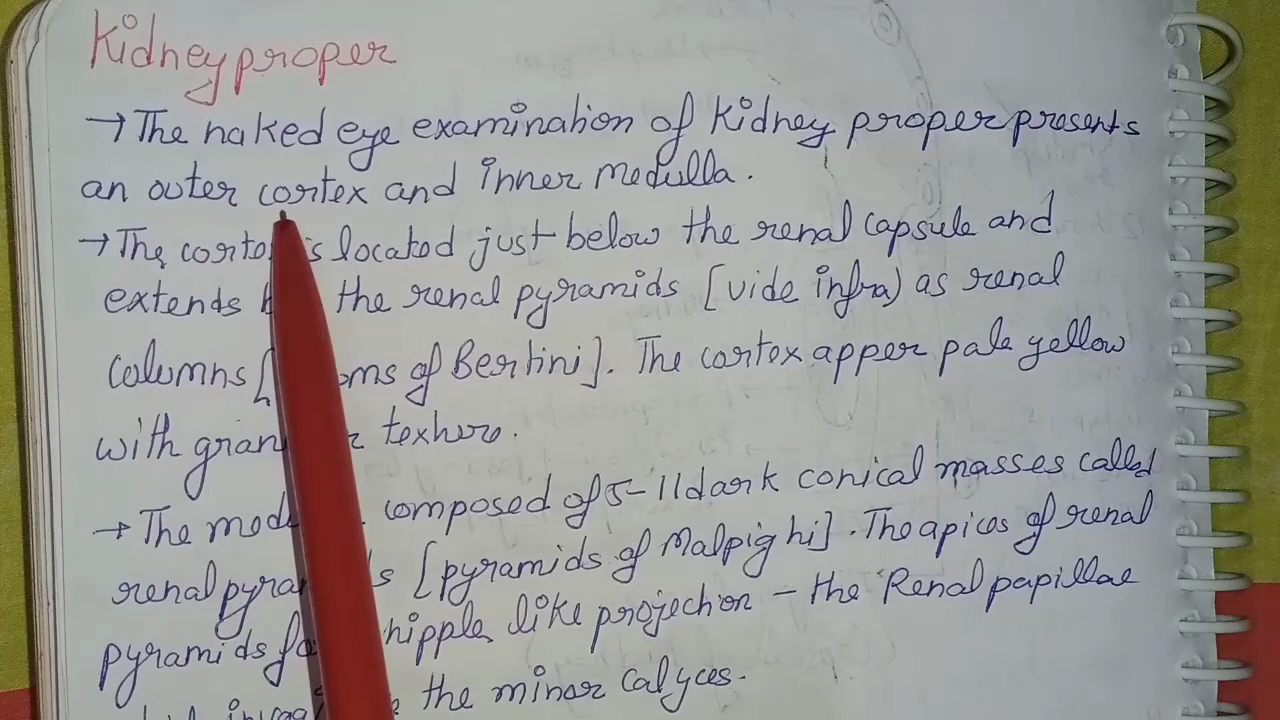 Kidney proper
→ The naked eye examination of Kidney proper presents
an outer cortex and inner medulla.
→ The is located just below the renal capsule and
extends the renal pyramids [vide infra) as renal
columns [ of Bertini]. The cortex apper pale yellow
with texture.
→ The composed of 5-11 dark conical masses called
renal [pyramids of Malpighi]. The apices of renal
pyramids nipple like projection - the Renal papillae
the minor calyces.